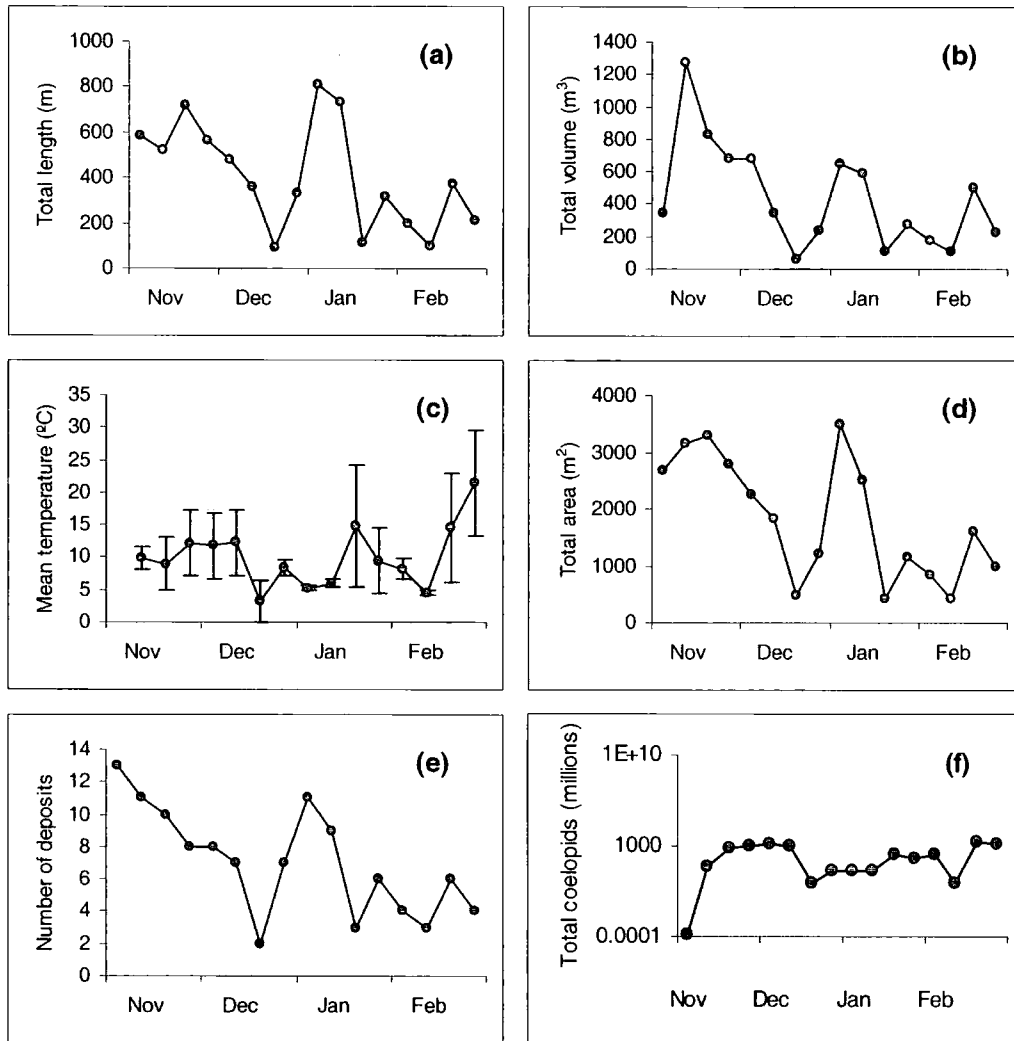 (a)
Total length (m)
1000
800
600
400
200
0
Nov Dec Jan Feb
(b)
Total volume (m³)
1400
1200
1000
800
600
400
200
0
Nov Dec Jan Feb
(c)
Mean temperature (ºC)
35
30
25
20
15
10
5
0
Nov Dec Jan Feb
(d)
Total area (m²)
4000
3000
2000
1000
0
Nov Dec Jan Feb
(e)
Number of deposits
14
12
10
8
6
4
2
0
Nov Dec Jan Feb
(f)
Total coelopids (millions)
1E+10
1000
0.0001
Nov Dec Jan Feb